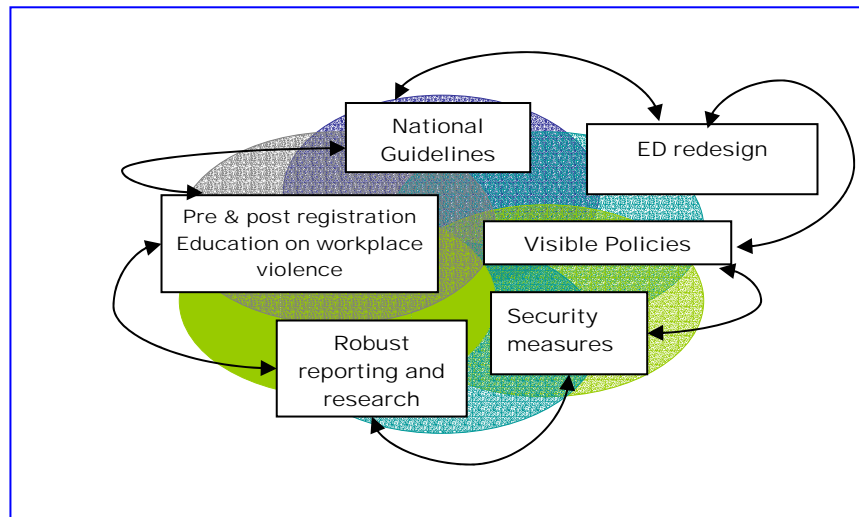 National
Guidelines
ED redesign
Pre & post registration
Education on workplace
violence
Visible Policies
Security
measures
Robust
reporting and
research